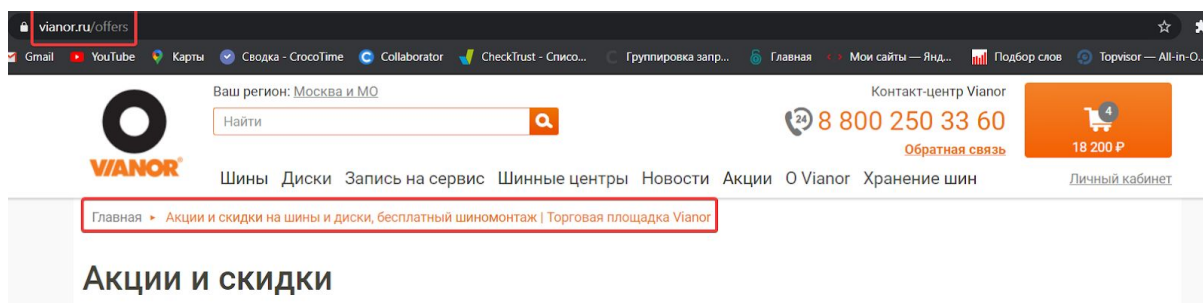 vianor.ru/offers
Gmail YouTube Карты Сводка - CrocoTime Collaborator CheckTrust - Списо... Группировка запр... Главная Мои сайты — Янд... Подбор слов Topvisor — All-in-O...
Ваш регион: Москва и МО
Контакт-центр Vianor
Найти
24 8 800 250 33 60
4
Обратная связь
18 200 ₽
VIANOR®
Шины Диски Запись на сервис Шинные центры Новости Акции О Vianor Хранение шин
Личный кабинет
Главная ▸ Акции и скидки на шины и диски, бесплатный шиномонтаж | Торговая площадка Vianor
Акции и скидки